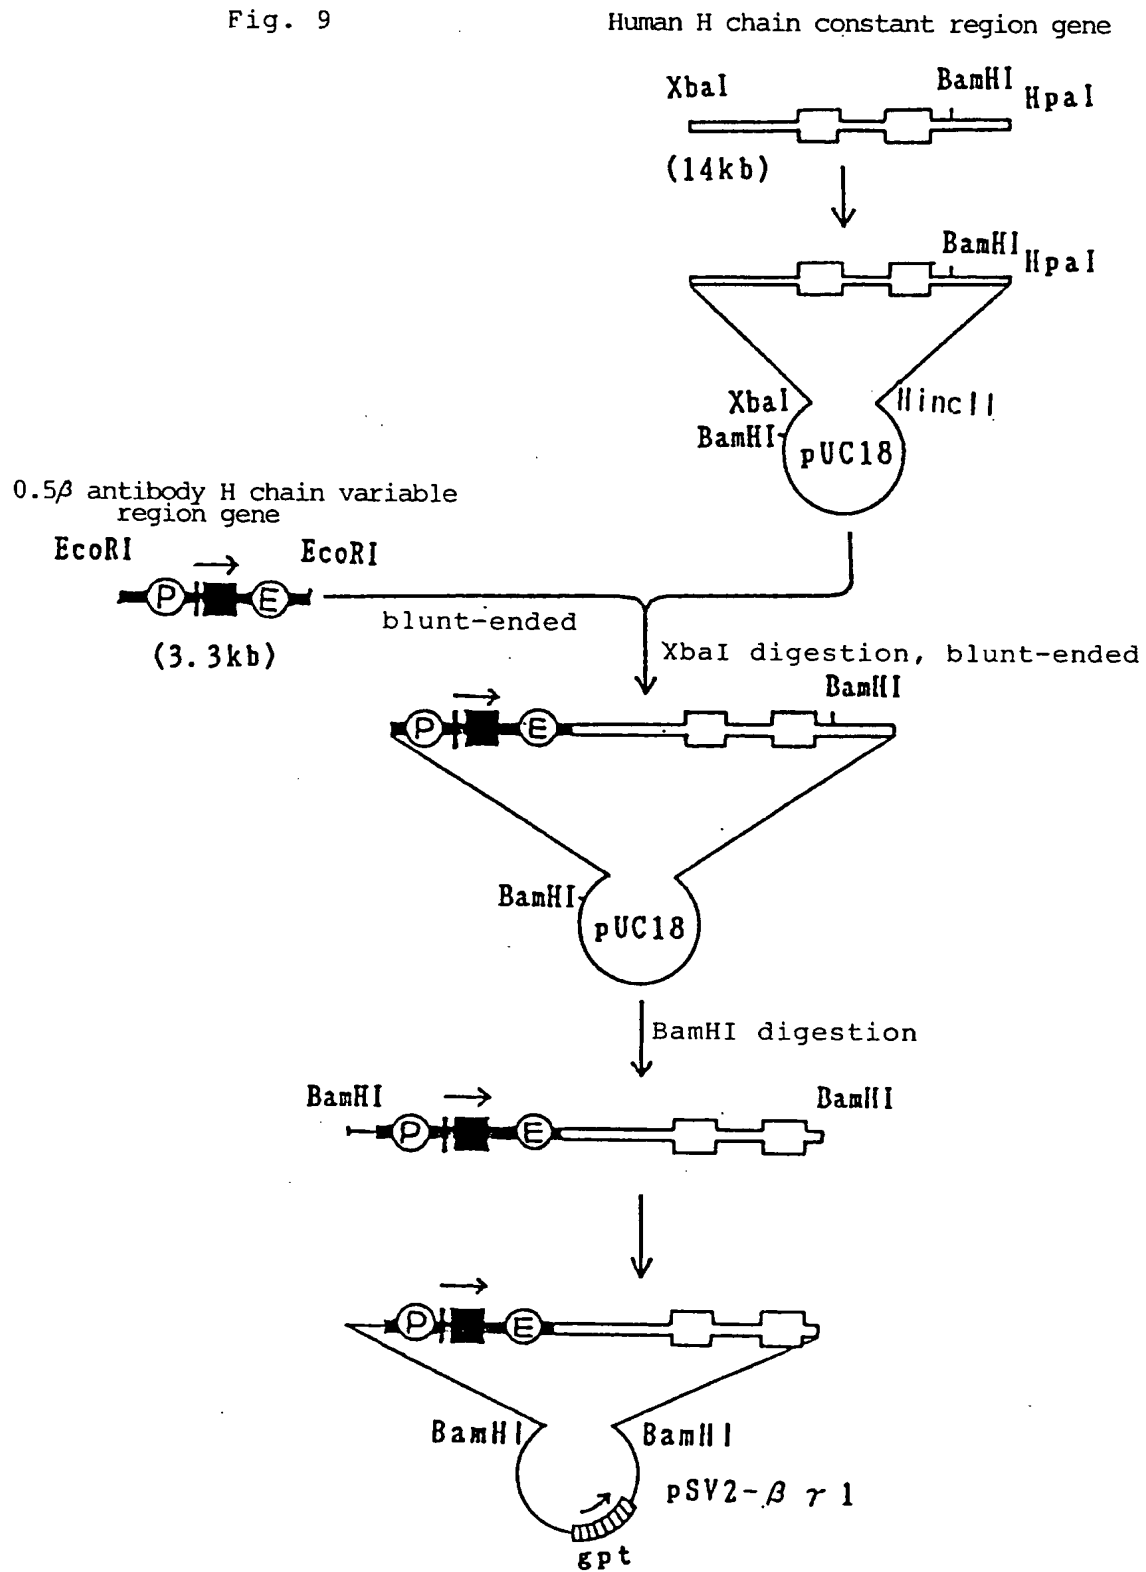 Fig. 9
Human H chain constant region gene
XbaI
BamHI
HpaI
(14kb)
BamHI
HpaI
XbaI
HincII
BamHI
pUC18
0.5β antibody H chain variable
region gene
EcoRI
EcoRI
P
E
(3.3kb)
blunt-ended
XbaI digestion, blunt-ended
BamHI
P
E
BamHI
pUC18
BamHI digestion
BamHI
BamHI
P
E
P
E
BamHI
BamHI
pSV2-β γ 1
gpt